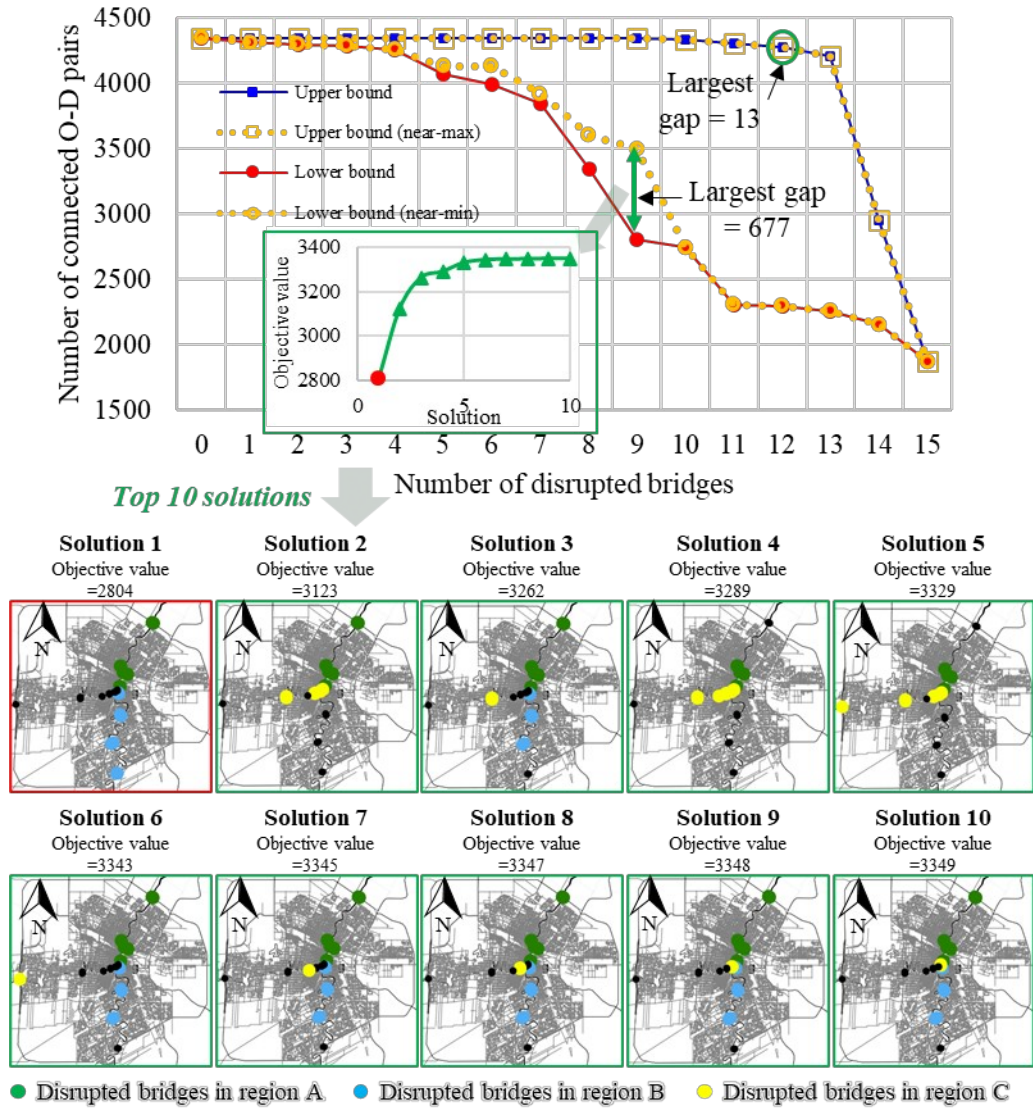 4500
4000
3500
3000
2500
2000
1500
Number of connected O-D pairs
Upper bound
Upper bound (near-max)
Lower bound
Lower bound (near-min)
Largest
gap = 13
Largest gap
= 677
3400
3200
3000
2800
Objective value
0 5 10
Solution
0 1 2 3 4 5 6 7 8 9 10 11 12 13 14 15
Number of disrupted bridges
Top 10 solutions
Solution 1 Solution 2 Solution 3 Solution 4 Solution 5
Objective value Objective value Objective value Objective value Objective value
=2804 =3123 =3262 =3289 =3329
N N N N N
Solution 6 Solution 7 Solution 8 Solution 9 Solution 10
Objective value Objective value Objective value Objective value Objective value
=3343 =3345 =3347 =3348 =3349
N N N N N
Disrupted bridges in region A Disrupted bridges in region B Disrupted bridges in region C